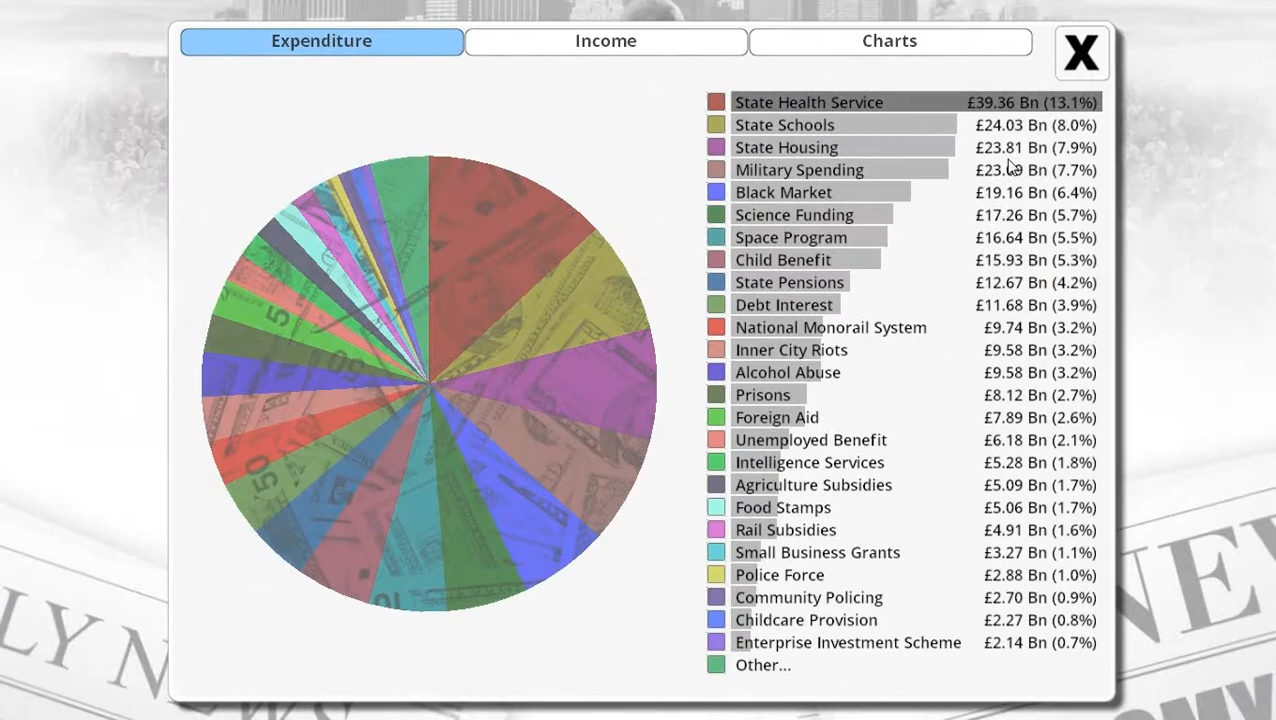 Expenditure
Income
Charts
X
State Health Service £39.36 Bn (13.1%)
State Schools £24.03 Bn (8.0%)
State Housing £23.81 Bn (7.9%)
Military Spending (7.7%)
Black Market £19.16 Bn (6.4%)
Science Funding £17.26 Bn (5.7%)
Space Program £16.64 Bn (5.5%)
Child Benefit £15.93 Bn (5.3%)
State Pensions £12.67 Bn (4.2%)
Debt Interest £11.68 Bn (3.9%)
National Monorail System £9.74 Bn (3.2%)
Inner City Riots £9.58 Bn (3.2%)
Alcohol Abuse £9.58 Bn (3.2%)
Prisons £8.12 Bn (2.7%)
Foreign Aid £7.89 Bn (2.6%)
Unemployed Benefit £6.18 Bn (2.1%)
Intelligence Services £5.28 Bn (1.8%)
Agriculture Subsidies £5.09 Bn (1.7%)
Food Stamps £5.06 Bn (1.7%)
Rail Subsidies £4.91 Bn (1.6%)
Small Business Grants £3.27 Bn (1.1%)
Police Force £2.88 Bn (1.0%)
Community Policing £2.70 Bn (0.9%)
Childcare Provision £2.27 Bn (0.8%)
Enterprise Investment Scheme £2.14 Bn (0.7%)
Other...